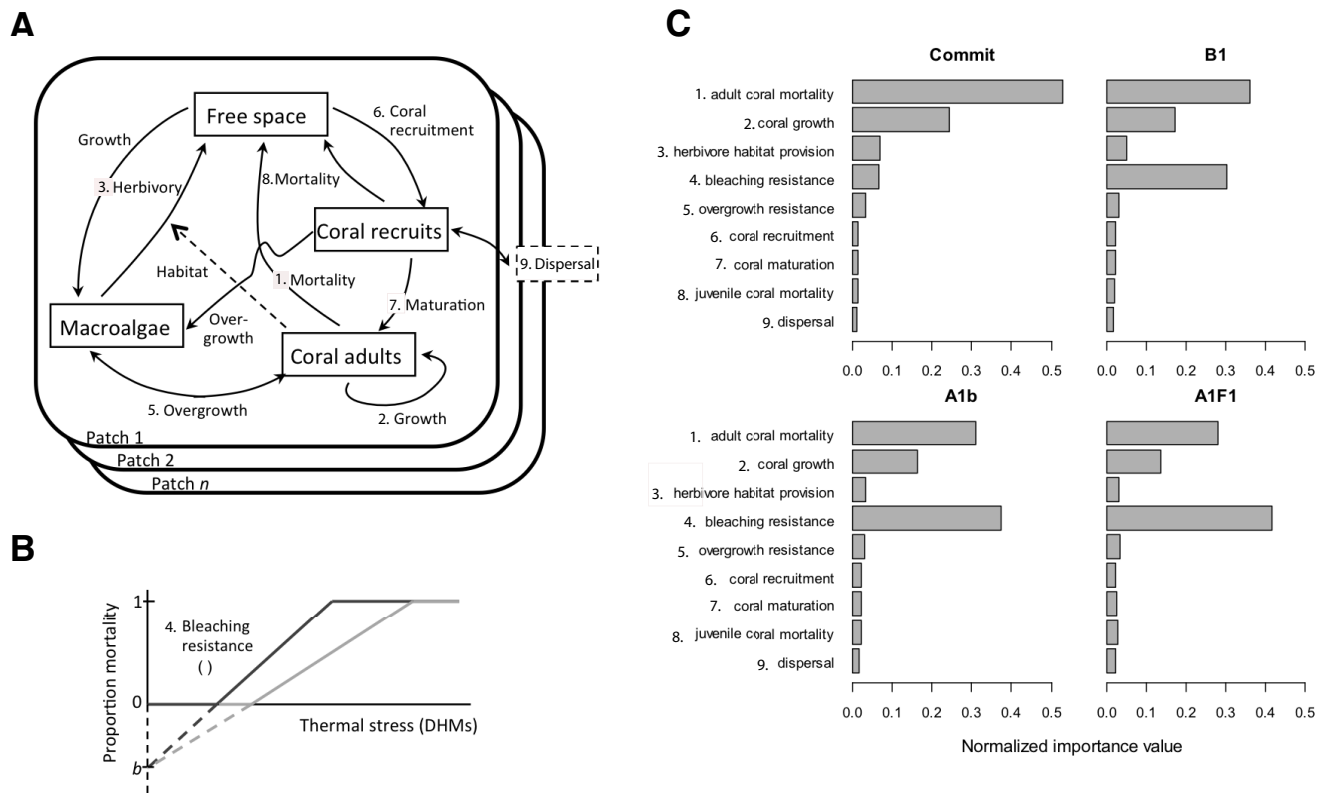 A
Free space
Growth
6. Coral
recruitment
3. Herbivory
8.Mortality
Coral recruits
9. Dispersal
Habitat
1. Mortality
7. Maturation
Macroalgae
Over-
growth
Coral adults
5. Overgrowth
2. Growth
Patch 1
Patch 2
Patch n
B
Proportion mortality
1
4. Bleaching
resistance
( )
0
Thermal stress (DHMs)
b
C
Commit
1. adult coral mortality
2. coral growth
3. herbivore habitat provision
4. bleaching resistance
5. overgrowth resistance
6. coral recruitment
7. coral maturation
8. juvenile coral mortality
9. dispersal
0.0 0.1 0.2 0.3 0.4 0.5
B1
0.0 0.1 0.2 0.3 0.4 0.5
A1b
1. adult coral mortality
2. coral growth
3. herbivore habitat provision
4. bleaching resistance
5. overgrowth resistance
6. coral recruitment
7. coral maturation
8. juvenile coral mortality
9. dispersal
0.0 0.1 0.2 0.3 0.4 0.5
A1F1
0.0 0.1 0.2 0.3 0.4 0.5
Normalized importance value